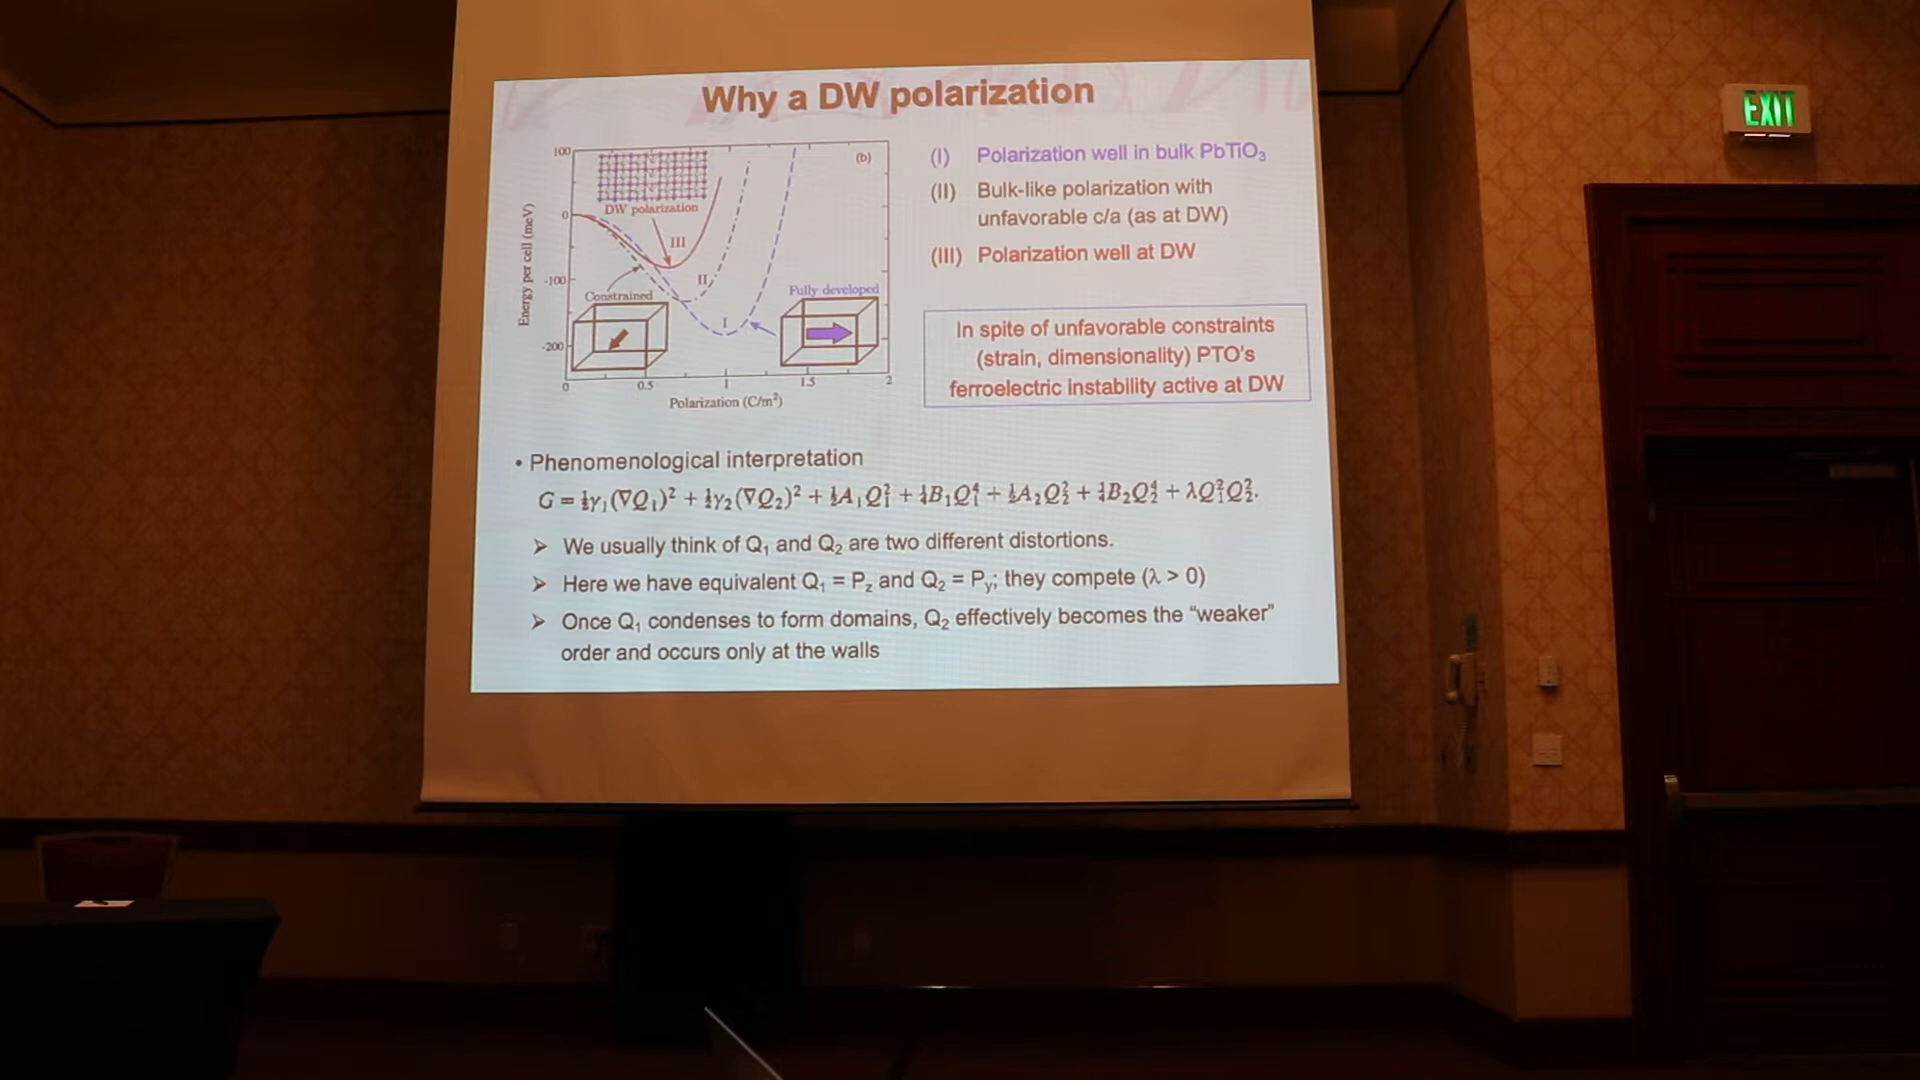 EXIT
Why a DW polarization
100
0
-100
-200
0
0.5
1
1.5
2
Energy per cell (meV)
Polarization (C/m²)
(b)
DW polarization
III
II
I
Constrained
Fully developed
(I) Polarization well in bulk PbTiO₃
(II) Bulk-like polarization with
unfavorable c/a (as at DW)
(III) Polarization well at DW
In spite of unfavorable constraints
(strain, dimensionality) PTO's
ferroelectric instability active at DW
• Phenomenological interpretation
G = ½γ₁(∇Q₁)² + ½γ₂(∇Q₂)² + ½A₁Q₁² + ¼B₁Q₁⁴ + ½A₂Q₂² + ¼B₂Q₂⁴ + λQ₁²Q₂².
➢ We usually think of Q₁ and Q₂ are two different distortions.
➢ Here we have equivalent Q₁ = P_z and Q₂ = P_y; they compete (λ > 0)
➢ Once Q₁ condenses to form domains, Q₂ effectively becomes the “weaker”
order and occurs only at the walls